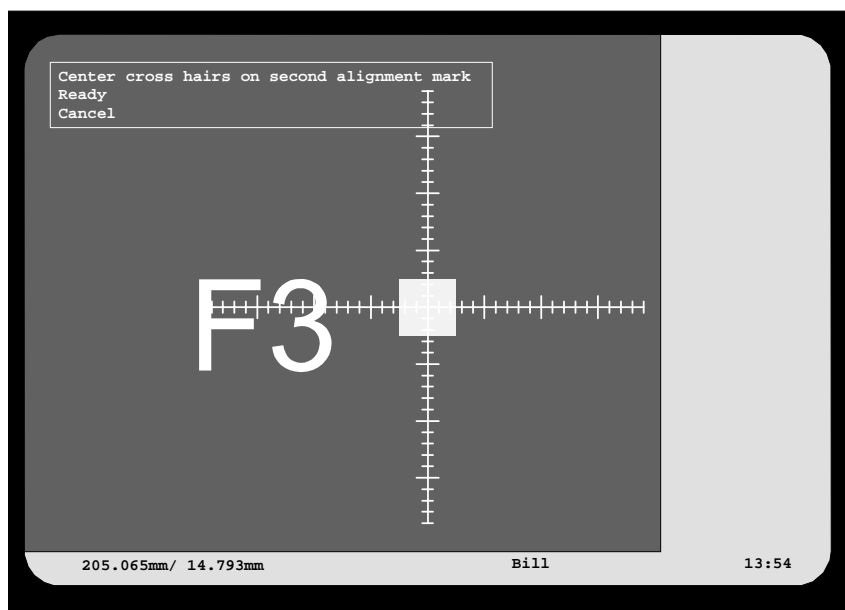 Center cross hairs on second alignment mark
Ready
Cancel
F3
205.065mm/ 14.793mm Bill 13:54